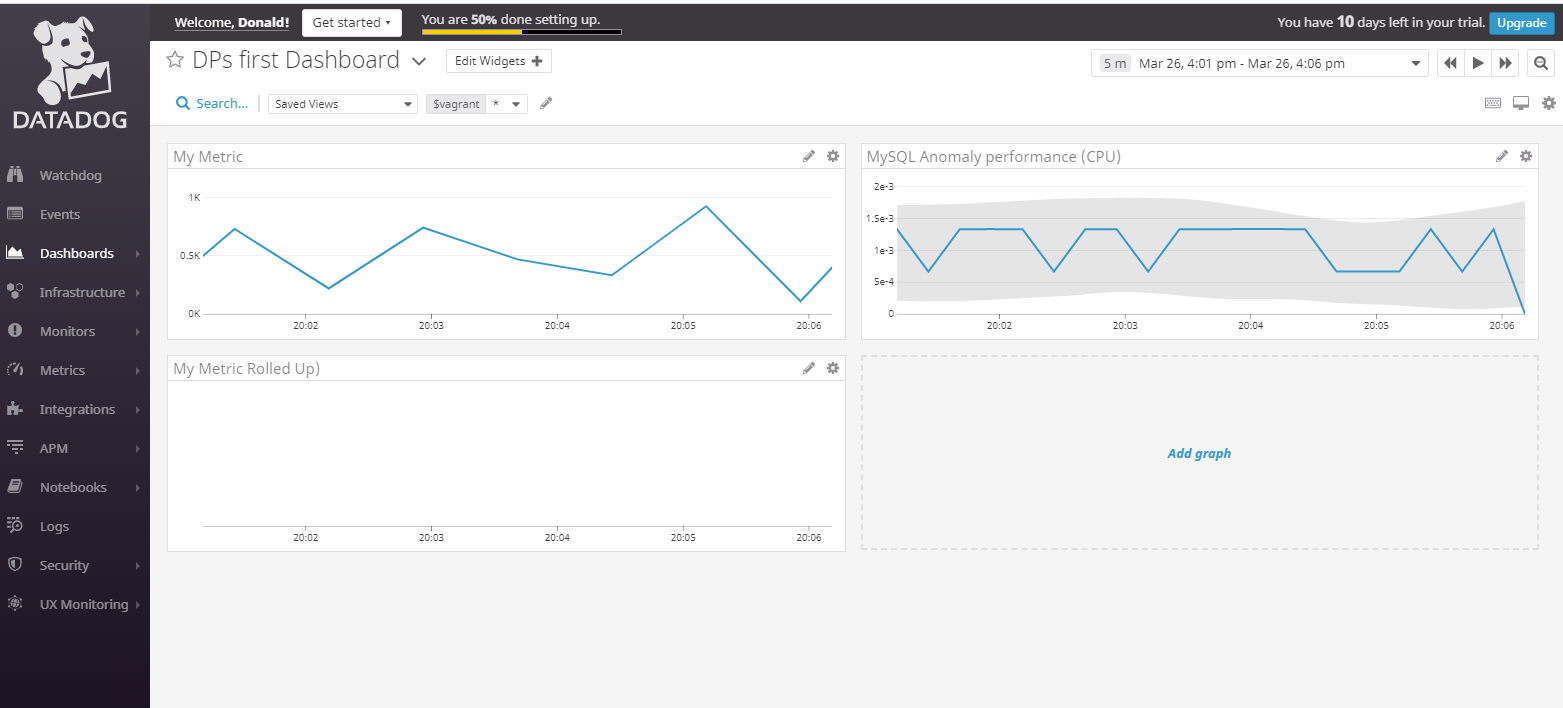 DATADOG
Welcome, Donald!
Get started
You are 50% done setting up.
You have 10 days left in your trial.
Upgrade
DPs first Dashboard
Edit Widgets
5 m Mar 26, 4:01 pm - Mar 26, 4:06 pm
Search...
Saved Views
$vagrant *
Watchdog
Events
Dashboards
Infrastructure
Monitors
Metrics
Integrations
APM
Notebooks
Logs
Security
UX Monitoring
My Metric
1K
0.5K
0K
20:02 20:03 20:04 20:05 20:06
MySQL Anomaly performance (CPU)
2e-3
1.5e-3
1e-3
5e-4
0
20:02 20:03 20:04 20:05 20:06
My Metric Rolled Up)
20:02 20:03 20:04 20:05 20:06
Add graph